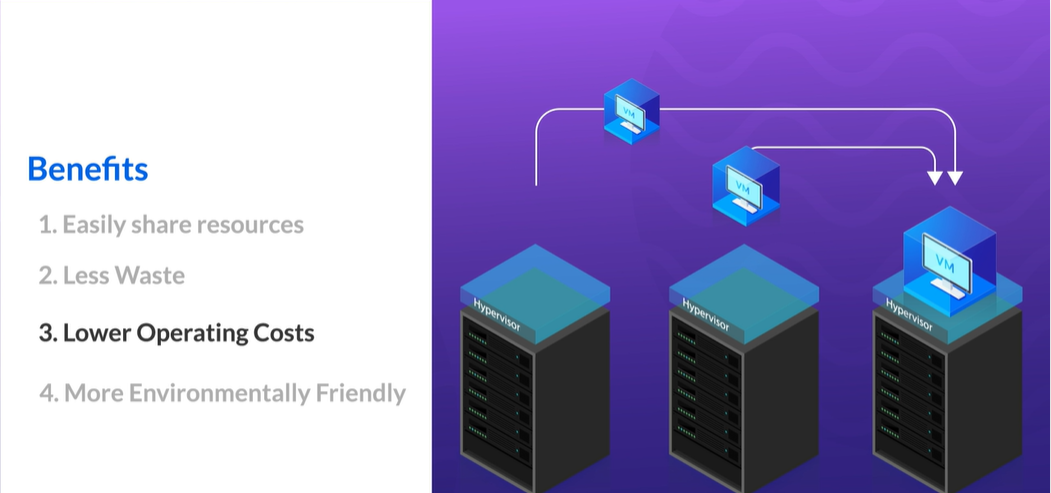 Benefits
1. Easily share resources
2. Less Waste
3. Lower Operating Costs
4. More Environmentally Friendly
VM
VM
VM
Hypervisor
Hypervisor
Hypervisor